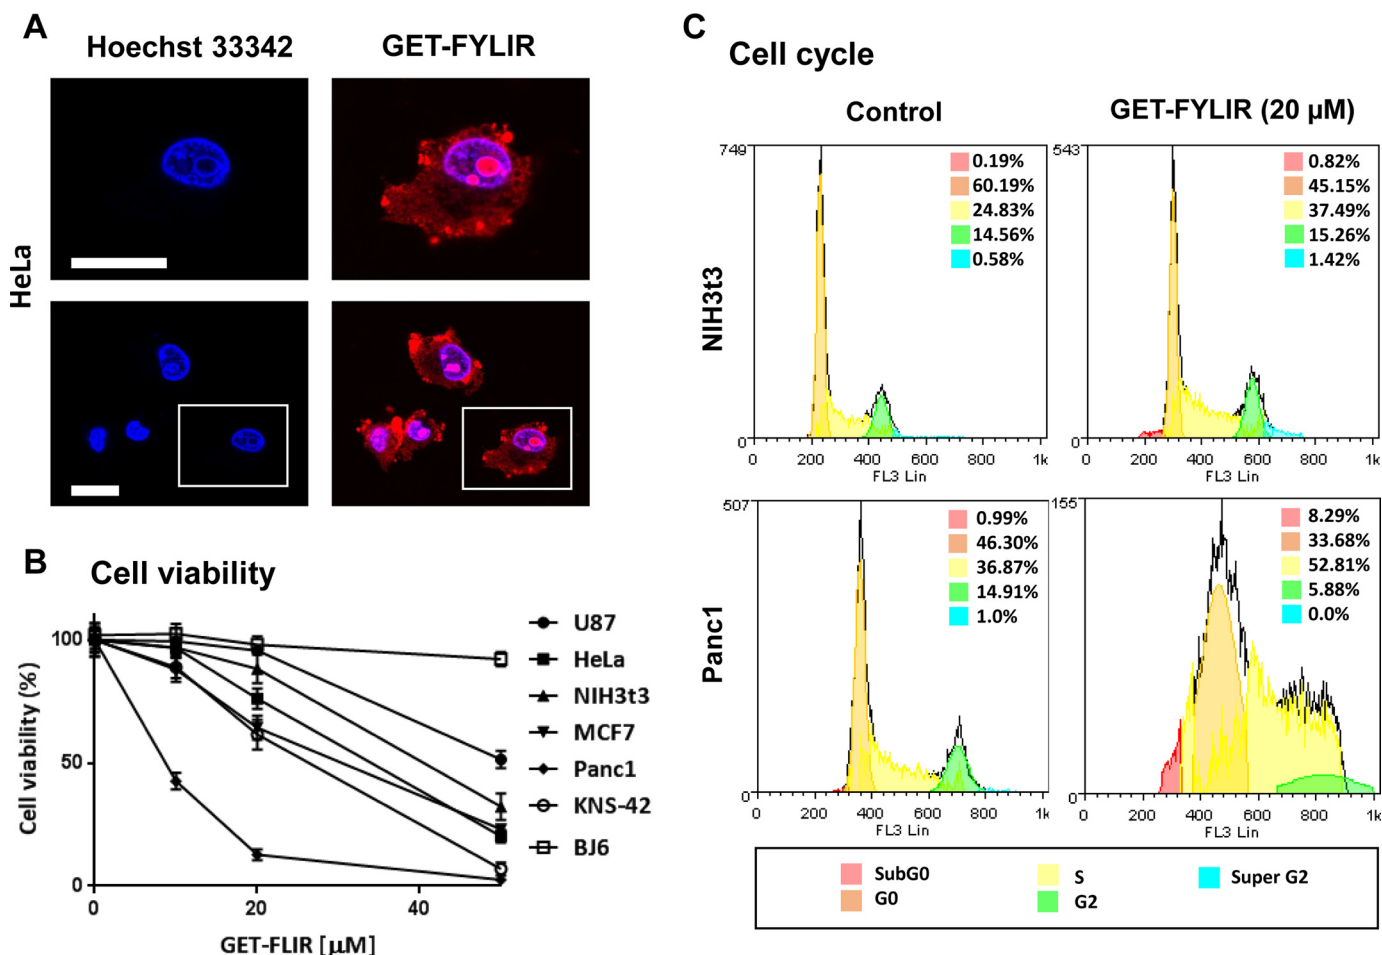 A
Hoechst 33342 GET-FYLIR
HeLa
B Cell viability
Cell viability (%)
100
50
0
0 20 40
GET-FLIR [μM]
U87
HeLa
NIH3t3
MCF7
Panc1
KNS-42
BJ6
C
Cell cycle
Control GET-FYLIR (20 μM)
NIH3t3
749
0.19%
60.19%
24.83%
14.56%
0.58%
0
0 200 400 600 800 1k
FL3 Lin
543
0.82%
45.15%
37.49%
15.26%
1.42%
0
0 200 400 600 800 1k
FL3 Lin
Panc1
507
0.99%
46.30%
36.87%
14.91%
1.0%
0
0 200 400 600 800 1k
FL3 Lin
155
8.29%
33.68%
52.81%
5.88%
0.0%
0
0 200 400 600 800 1k
FL3 Lin
SubG0 S Super G2
G0 G2